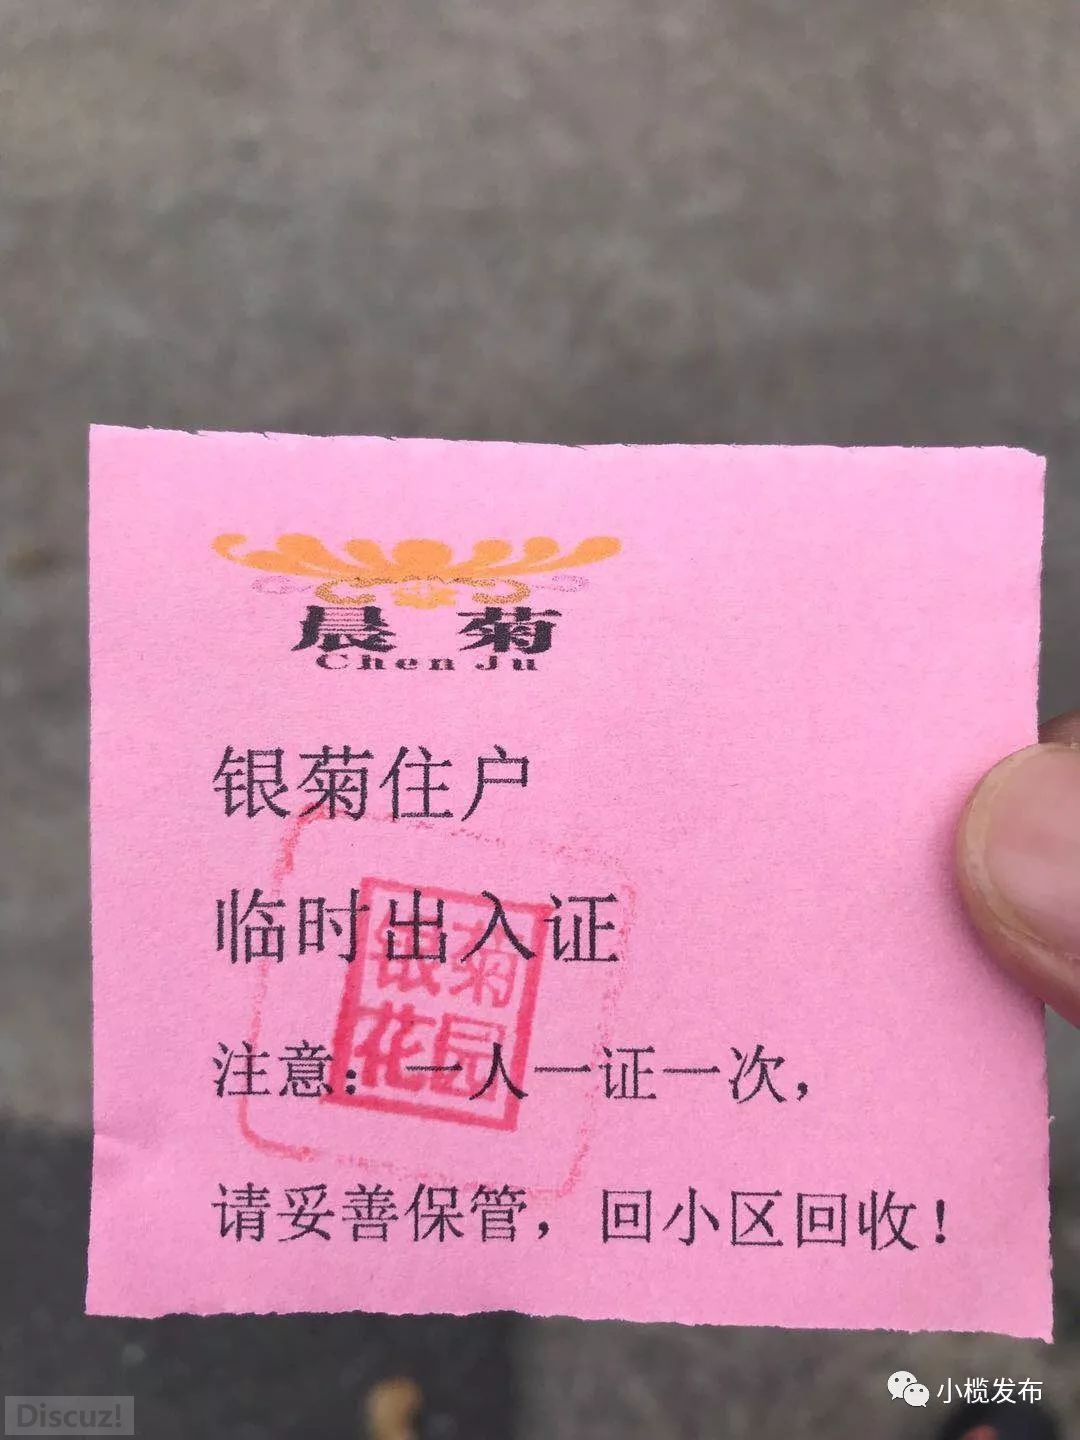 晨菊
Chen Ju
银菊住户
临时出入证
银菊
花园
注意：一人一证一次，
请妥善保管，回小区回收！
小榄发布
Discuz!